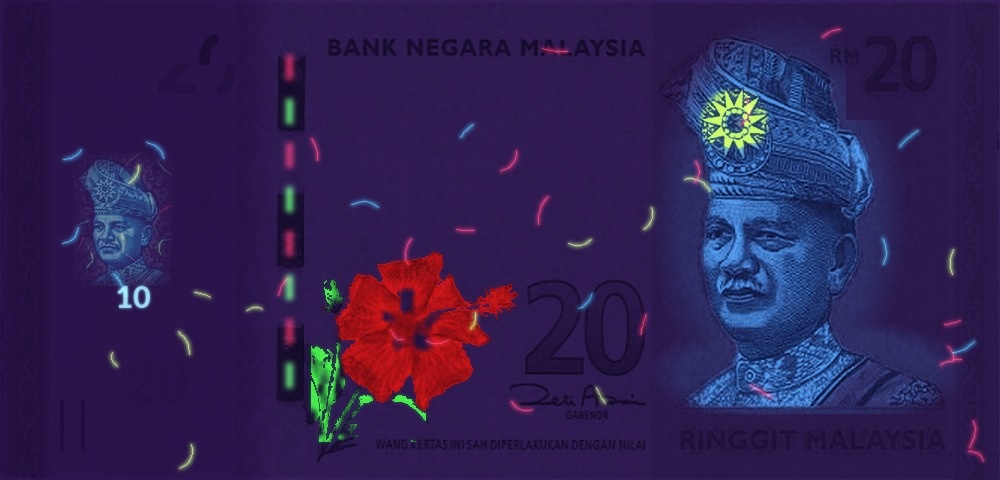 BANK NEGARA MALAYSIA
RM 20
10
20
GABENOR
WANG KERTAS INI SAH DIPERLAKUKAN DENGAN NILAI
RINGGIT MALAYSIA